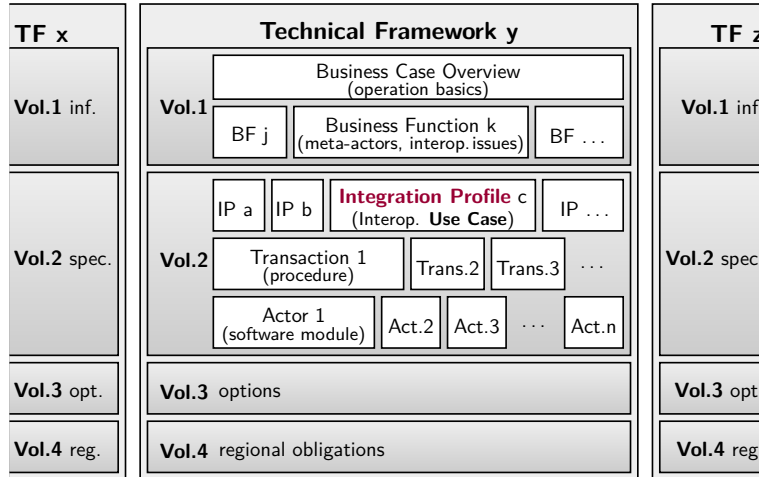 TF x
Vol.1 inf.
Vol.2 spec.
Vol.3 opt.
Vol.4 reg.
Technical Framework y
Vol.1
Business Case Overview
(operation basics)
BF j
Business Function k
(meta-actors, interop. issues)
BF ...
Vol.2
IP a
IP b
Integration Profile c
(Interop. Use Case)
IP ...
Transaction 1
(procedure)
Trans.2
Trans.3
...
Actor 1
(software module)
Act.2
Act.3
...
Act.n
Vol.3 options
Vol.4 regional obligations
TF z
Vol.1 inf
Vol.2 spec
Vol.3 opt
Vol.4 reg